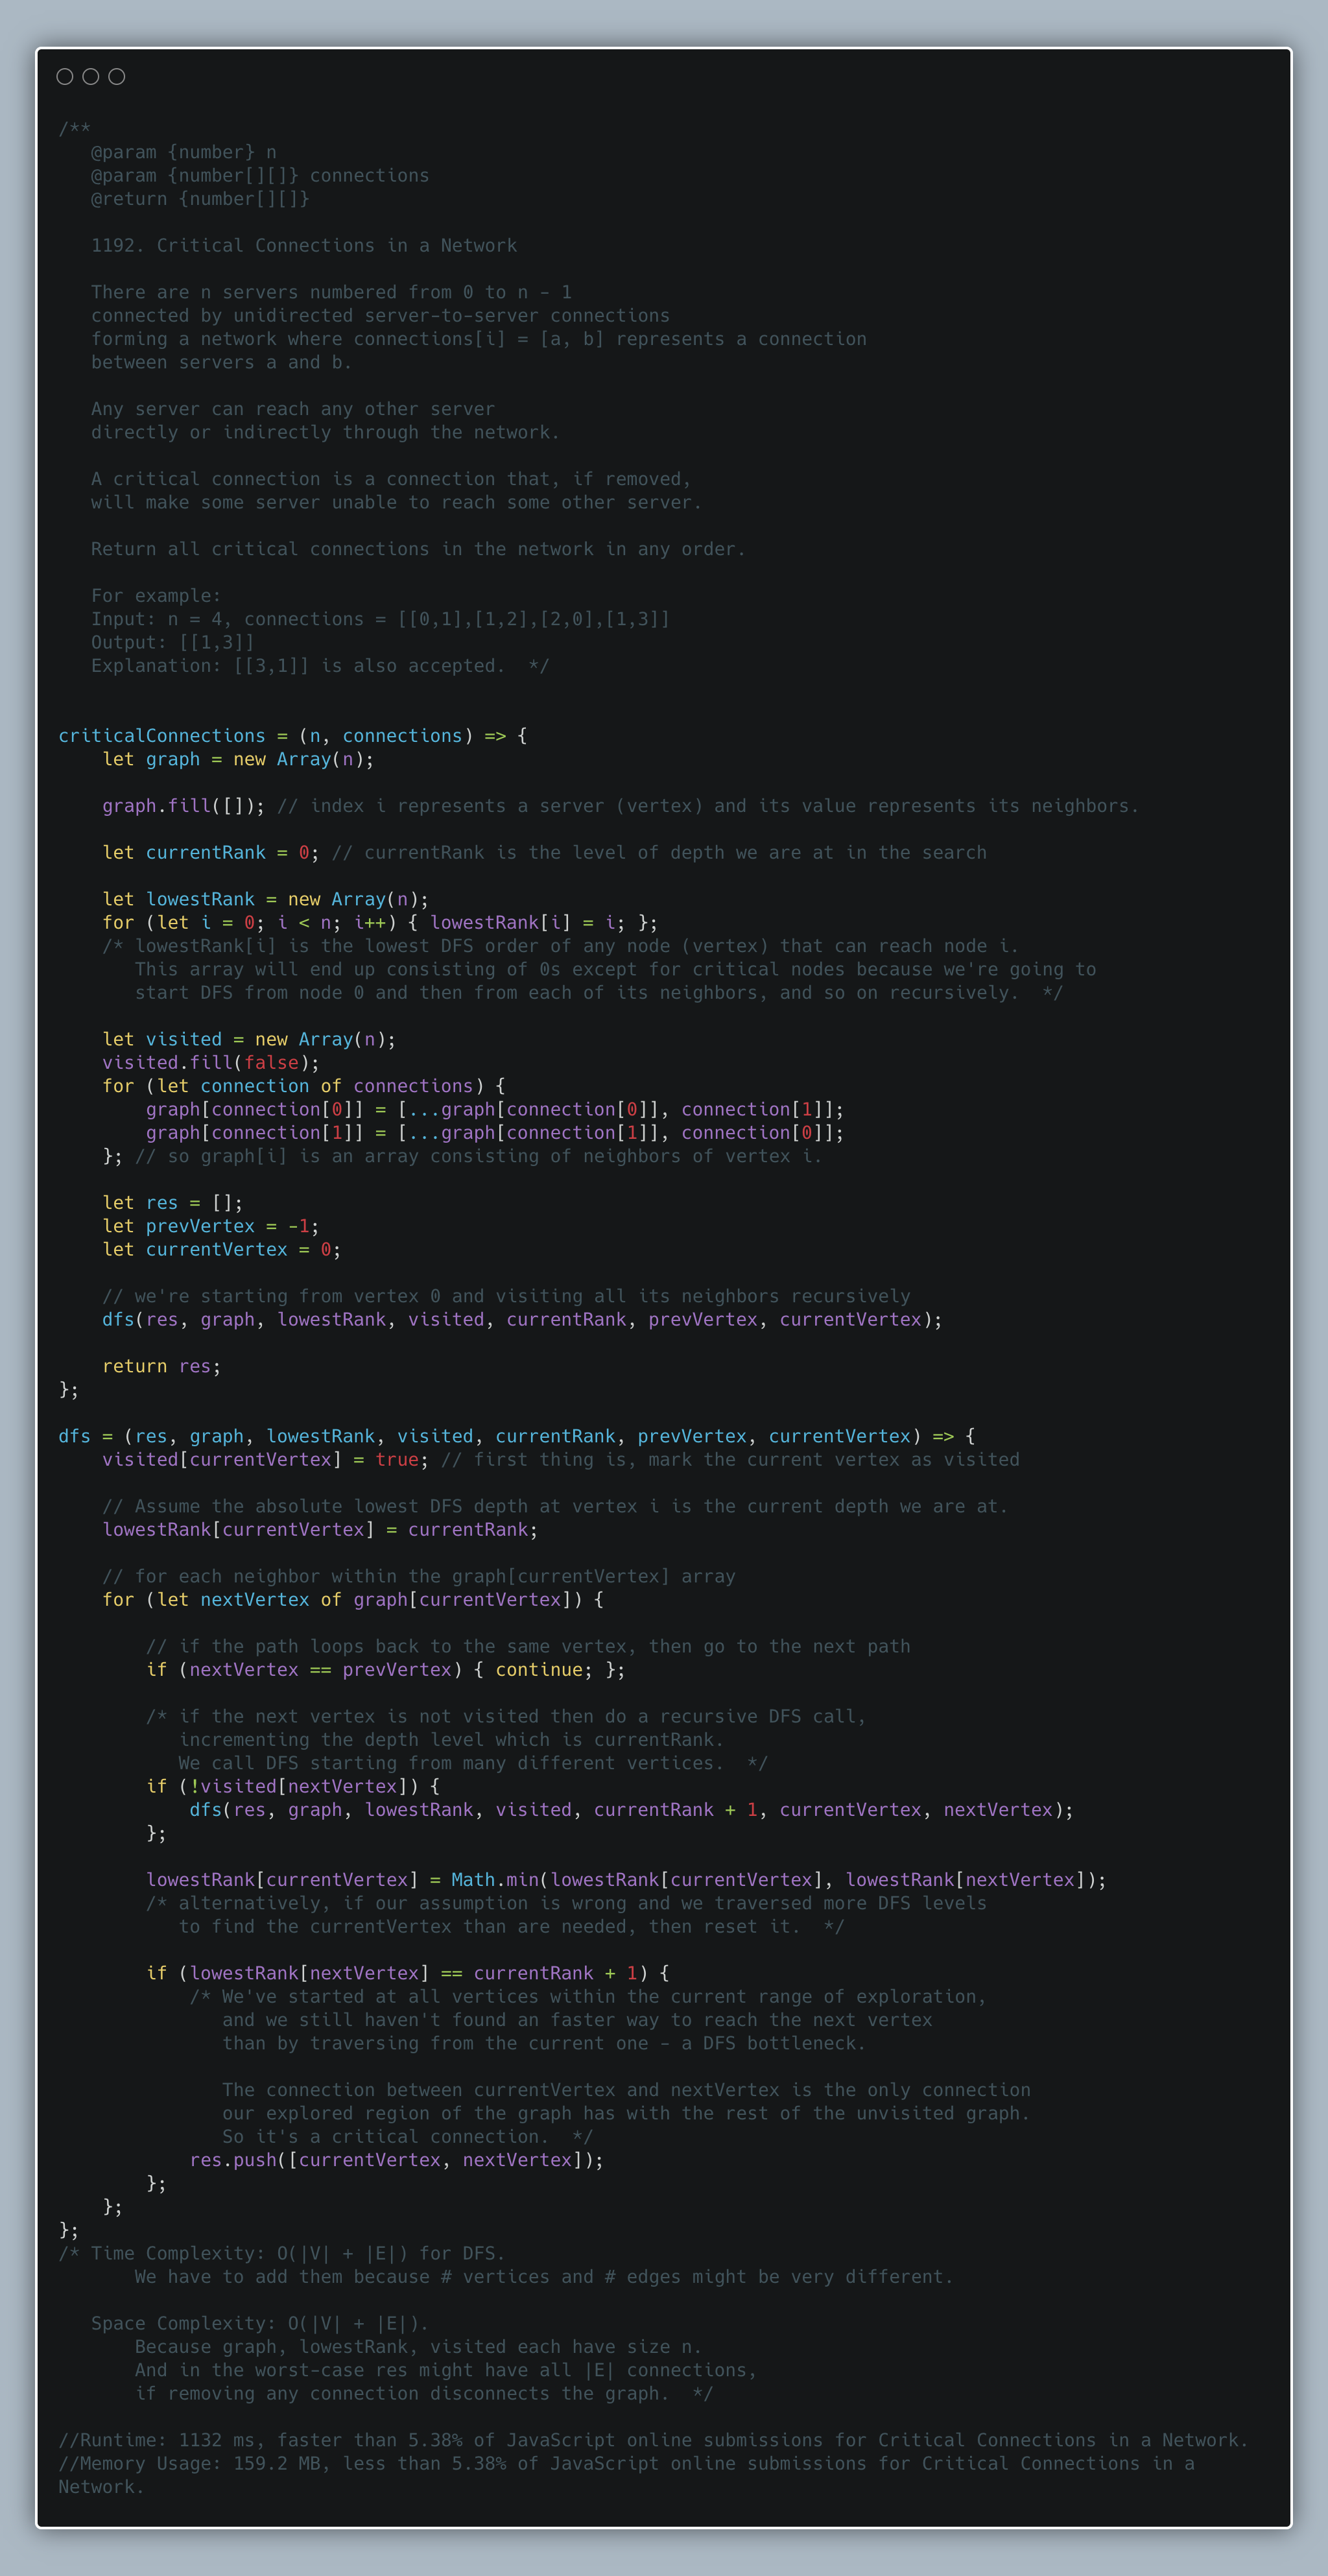 /**
   @param {number} n
   @param {number[][]} connections
   @return {number[][]}

   1192. Critical Connections in a Network

   There are n servers numbered from 0 to n - 1
   connected by unidirected server-to-server connections
   forming a network where connections[i] = [a, b] represents a connection
   between servers a and b.

   Any server can reach any other server
   directly or indirectly through the network.

   A critical connection is a connection that, if removed,
   will make some server unable to reach some other server.

   Return all critical connections in the network in any order.

   For example:
   Input: n = 4, connections = [[0,1],[1,2],[2,0],[1,3]]
   Output: [[1,3]]
   Explanation: [[3,1]] is also accepted.  */


criticalConnections = (n, connections) => {
    let graph = new Array(n);

    graph.fill([]); // index i represents a server (vertex) and its value represents its neighbors.

    let currentRank = 0; // currentRank is the level of depth we are at in the search

    let lowestRank = new Array(n);
    for (let i = 0; i < n; i++) { lowestRank[i] = i; };
    /* lowestRank[i] is the lowest DFS order of any node (vertex) that can reach node i.
       This array will end up consisting of 0s except for critical nodes because we're going to
       start DFS from node 0 and then from each of its neighbors, and so on recursively.  */

    let visited = new Array(n);
    visited.fill(false);
    for (let connection of connections) {
        graph[connection[0]] = [...graph[connection[0]], connection[1]];
        graph[connection[1]] = [...graph[connection[1]], connection[0]];
    }; // so graph[i] is an array consisting of neighbors of vertex i.

    let res = [];
    let prevVertex = -1;
    let currentVertex = 0;

    // we're starting from vertex 0 and visiting all its neighbors recursively
    dfs(res, graph, lowestRank, visited, currentRank, prevVertex, currentVertex);

    return res;
};

dfs = (res, graph, lowestRank, visited, currentRank, prevVertex, currentVertex) => {
    visited[currentVertex] = true; // first thing is, mark the current vertex as visited

    // Assume the absolute lowest DFS depth at vertex i is the current depth we are at.
    lowestRank[currentVertex] = currentRank;

    // for each neighbor within the graph[currentVertex] array
    for (let nextVertex of graph[currentVertex]) {

        // if the path loops back to the same vertex, then go to the next path
        if (nextVertex == prevVertex) { continue; };

        /* if the next vertex is not visited then do a recursive DFS call,
           incrementing the depth level which is currentRank.
           We call DFS starting from many different vertices.  */
        if (!visited[nextVertex]) {
            dfs(res, graph, lowestRank, visited, currentRank + 1, currentVertex, nextVertex);
        };

        lowestRank[currentVertex] = Math.min(lowestRank[currentVertex], lowestRank[nextVertex]);
        /* alternatively, if our assumption is wrong and we traversed more DFS levels
           to find the currentVertex than are needed, then reset it.  */

        if (lowestRank[nextVertex] == currentRank + 1) {
            /* We've started at all vertices within the current range of exploration,
               and we still haven't found an faster way to reach the next vertex
               than by traversing from the current one - a DFS bottleneck.

               The connection between currentVertex and nextVertex is the only connection
               our explored region of the graph has with the rest of the unvisited graph.
               So it's a critical connection.  */
            res.push([currentVertex, nextVertex]);
        };
    };
};
/* Time Complexity: O(|V| + |E|) for DFS.
       We have to add them because # vertices and # edges might be very different.

   Space Complexity: O(|V| + |E|).
       Because graph, lowestRank, visited each have size n.
       And in the worst-case res might have all |E| connections,
       if removing any connection disconnects the graph.  */

//Runtime: 1132 ms, faster than 5.38% of JavaScript online submissions for Critical Connections in a Network.
//Memory Usage: 159.2 MB, less than 5.38% of JavaScript online submissions for Critical Connections in a
Network.